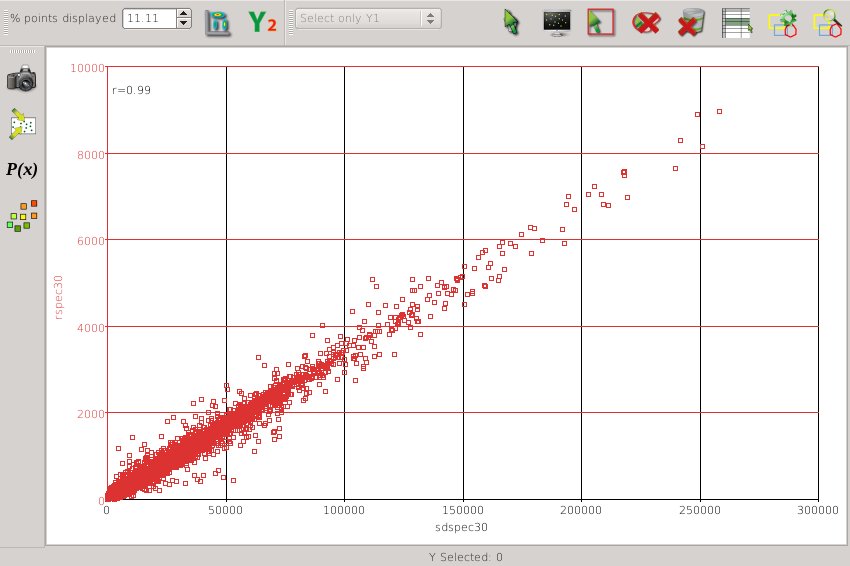 % points displayed 11.11 Y2 Select only Y1
P(x)
r=0.99
10000
8000
6000
4000
2000
0
rspec30
0 50000 100000 150000 200000 250000 300000
sdspec30
Y Selected: 0